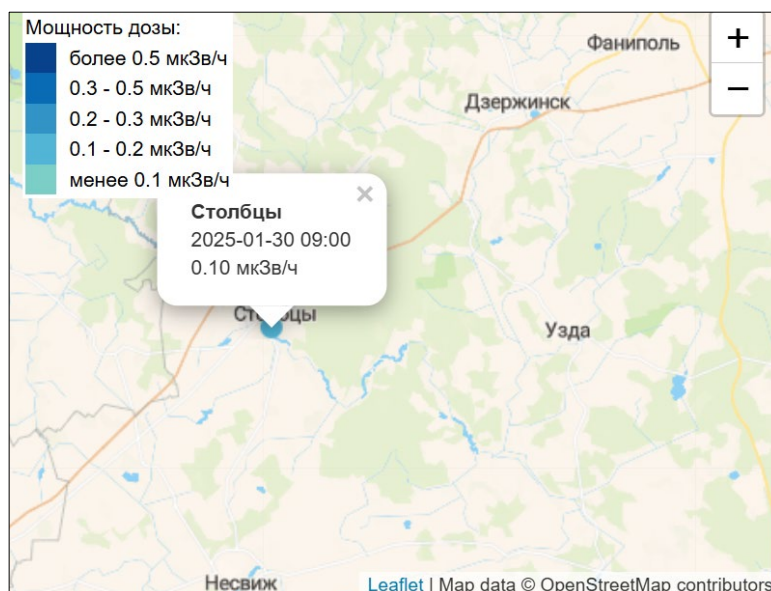 Мощность дозы:
более 0.5 мкЗв/ч
0.3 - 0.5 мкЗв/ч
0.2 - 0.3 мкЗв/ч
0.1 - 0.2 мкЗв/ч
менее 0.1 мкЗв/ч
+
−
Фаниполь
Дзержинск
×
Столбцы
2025-01-30 09:00
0.10 мкЗв/ч
Столбцы
Узда
Несвиж
Leaflet | Map data © OpenStreetMap contributors